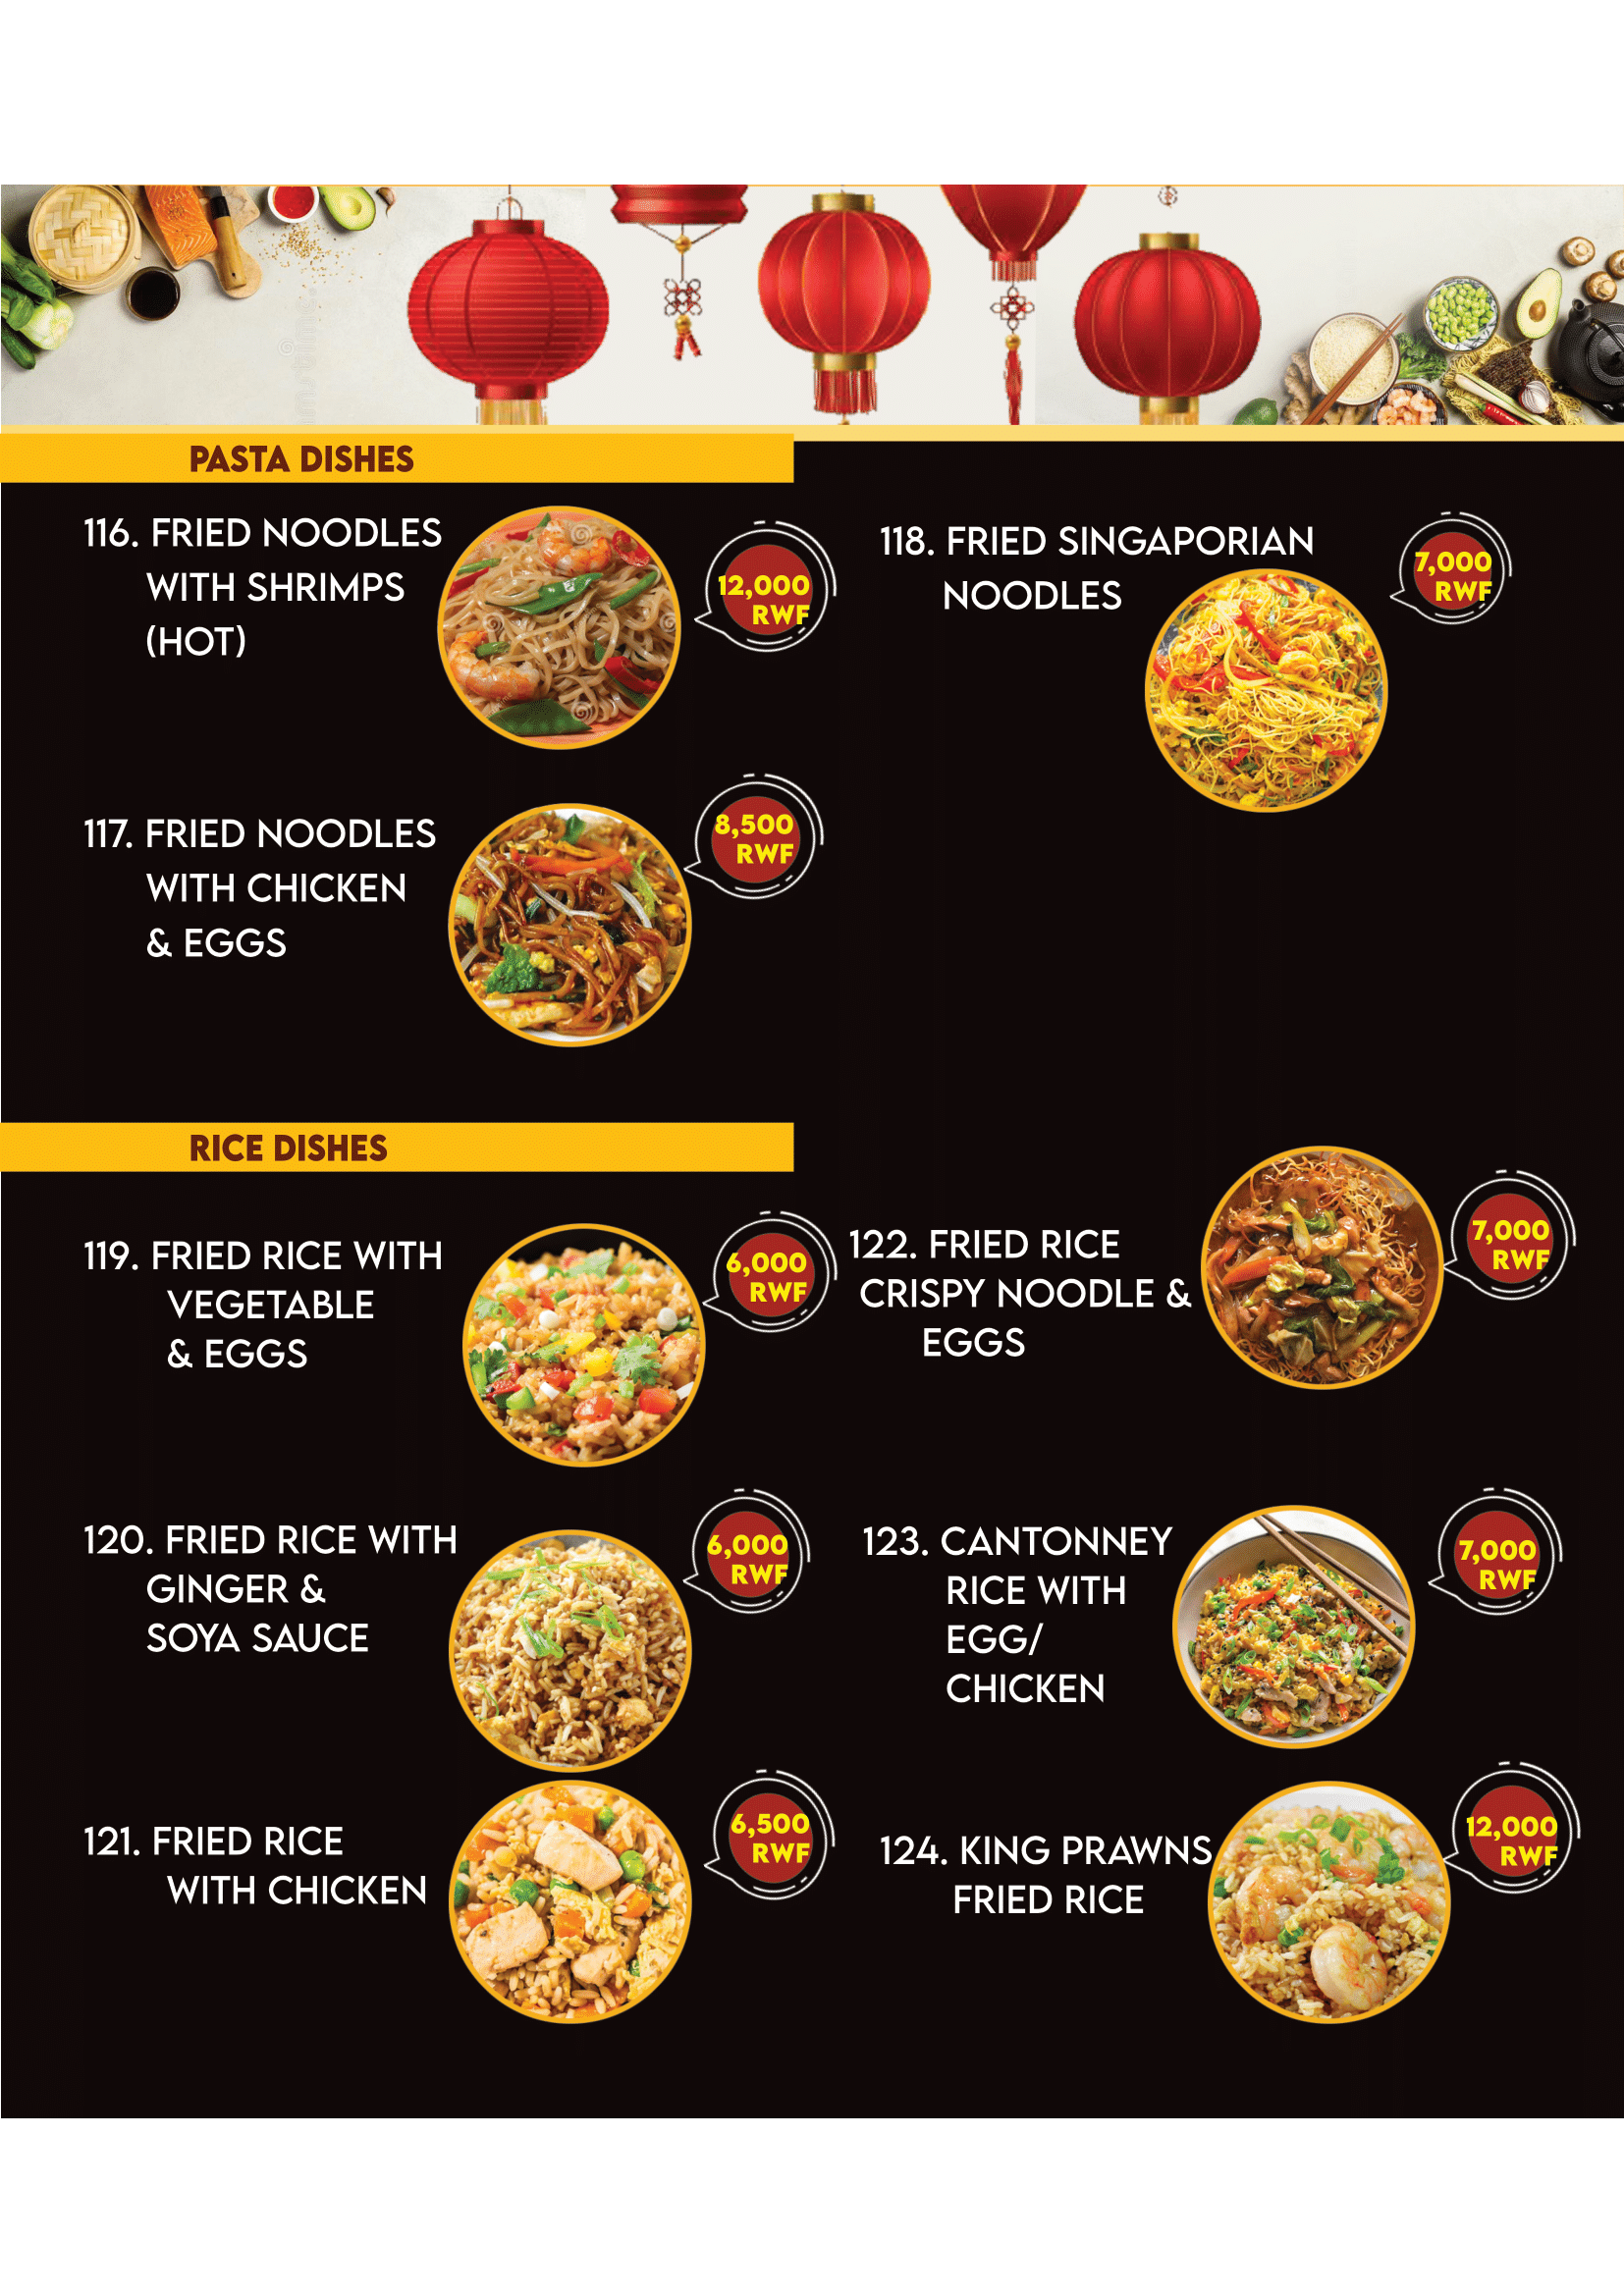 PASTA DISHES
116. FRIED NOODLES
WITH SHRIMPS
(HOT)
12,000
RWF
117. FRIED NOODLES
WITH CHICKEN
& EGGS
8,500
RWF
118. FRIED SINGAPORIAN
NOODLES
7,000
RWF
RICE DISHES
119. FRIED RICE WITH
VEGETABLE
& EGGS
6,000
RWF
120. FRIED RICE WITH
GINGER &
SOYA SAUCE
6,000
RWF
121. FRIED RICE
WITH CHICKEN
6,500
RWF
122. FRIED RICE
CRISPY NOODLE &
EGGS
7,000
RWF
123. CANTONNEY
RICE WITH
EGG/
CHICKEN
7,000
RWF
124. KING PRAWNS
FRIED RICE
12,000
RWF